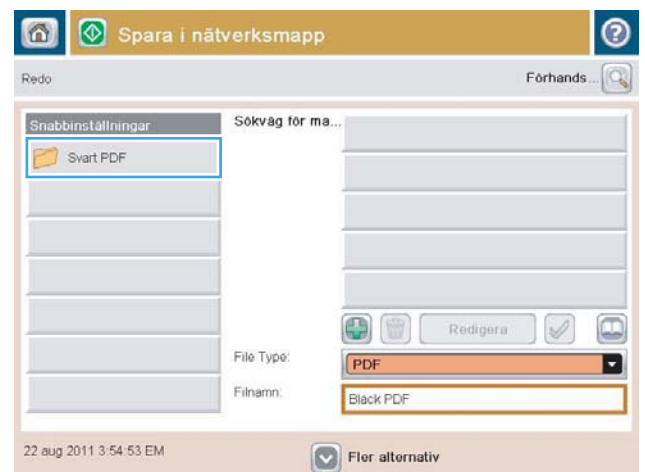 Spara i nätverksmapp
Redo
Förhands...
Snabbinställningar
Svart PDF
Sökväg för ma...
Redigera
File Type:
PDF
Filnamn:
Black PDF
22 aug 2011 3:54:53 EM
Fler alternativ